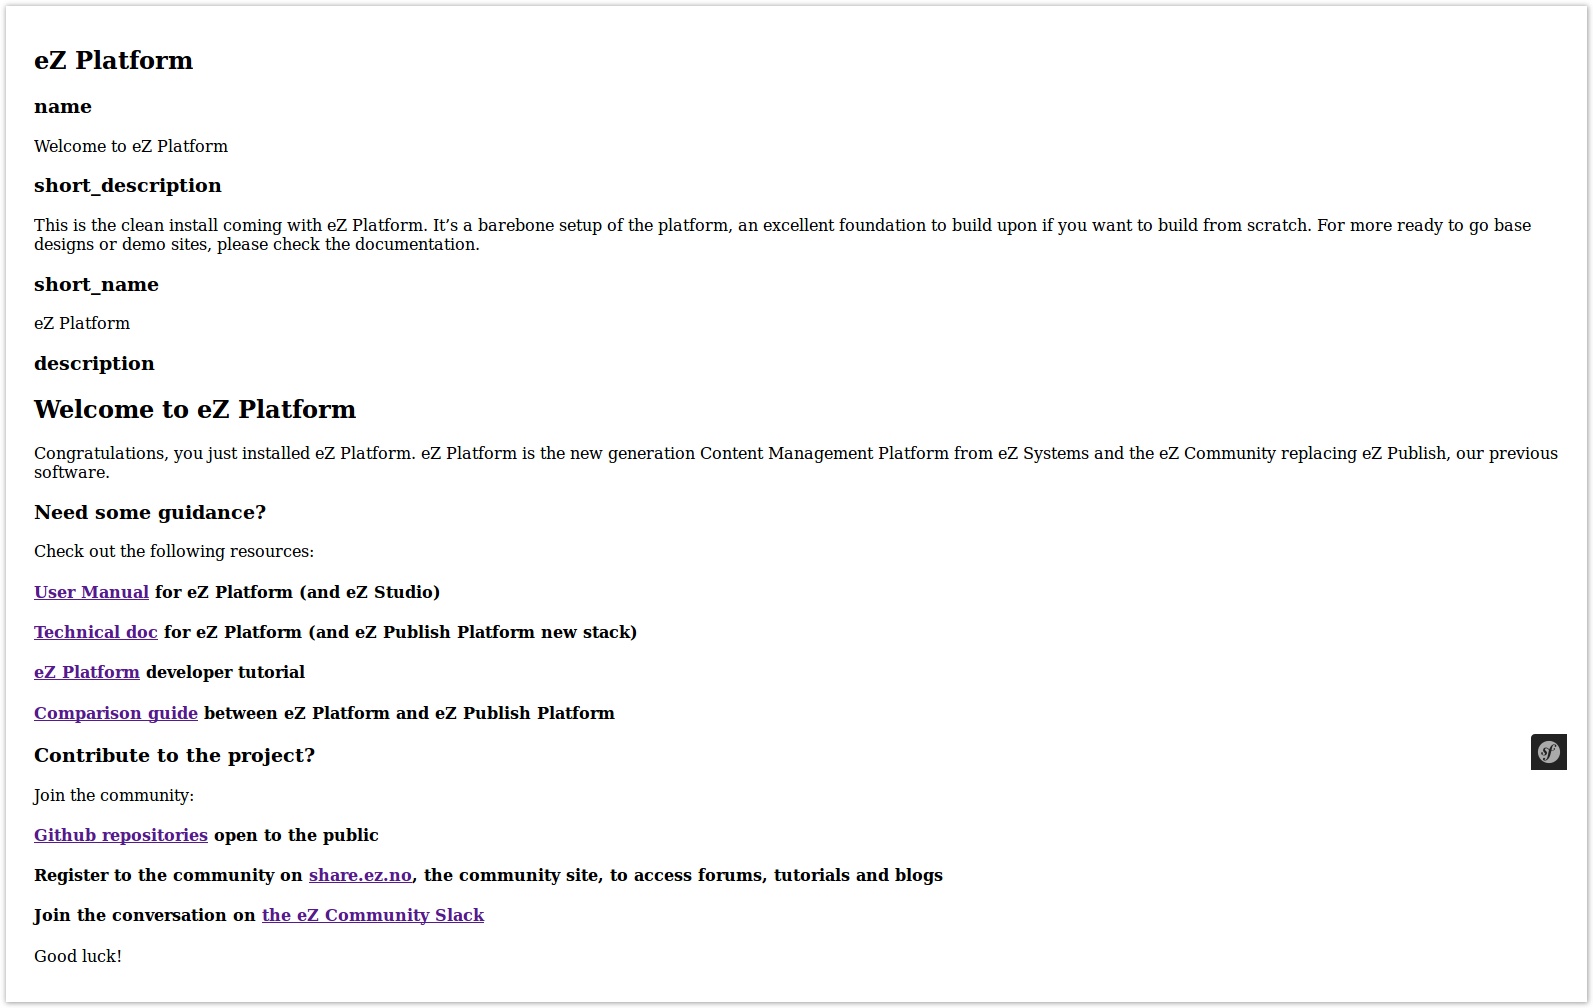 eZ Platform
name
Welcome to eZ Platform
short_description
This is the clean install coming with eZ Platform. It’s a barebone setup of the platform, an excellent foundation to build upon if you want to build from scratch. For more ready to go base
designs or demo sites, please check the documentation.
short_name
eZ Platform
description
Welcome to eZ Platform
Congratulations, you just installed eZ Platform. eZ Platform is the new generation Content Management Platform from eZ Systems and the eZ Community replacing eZ Publish, our previous
software.
Need some guidance?
Check out the following resources:
User Manual for eZ Platform (and eZ Studio)
Technical doc for eZ Platform (and eZ Publish Platform new stack)
eZ Platform developer tutorial
Comparison guide between eZ Platform and eZ Publish Platform
Contribute to the project?
sf
Join the community:
Github repositories open to the public
Register to the community on share.ez.no, the community site, to access forums, tutorials and blogs
Join the conversation on the eZ Community Slack
Good luck!